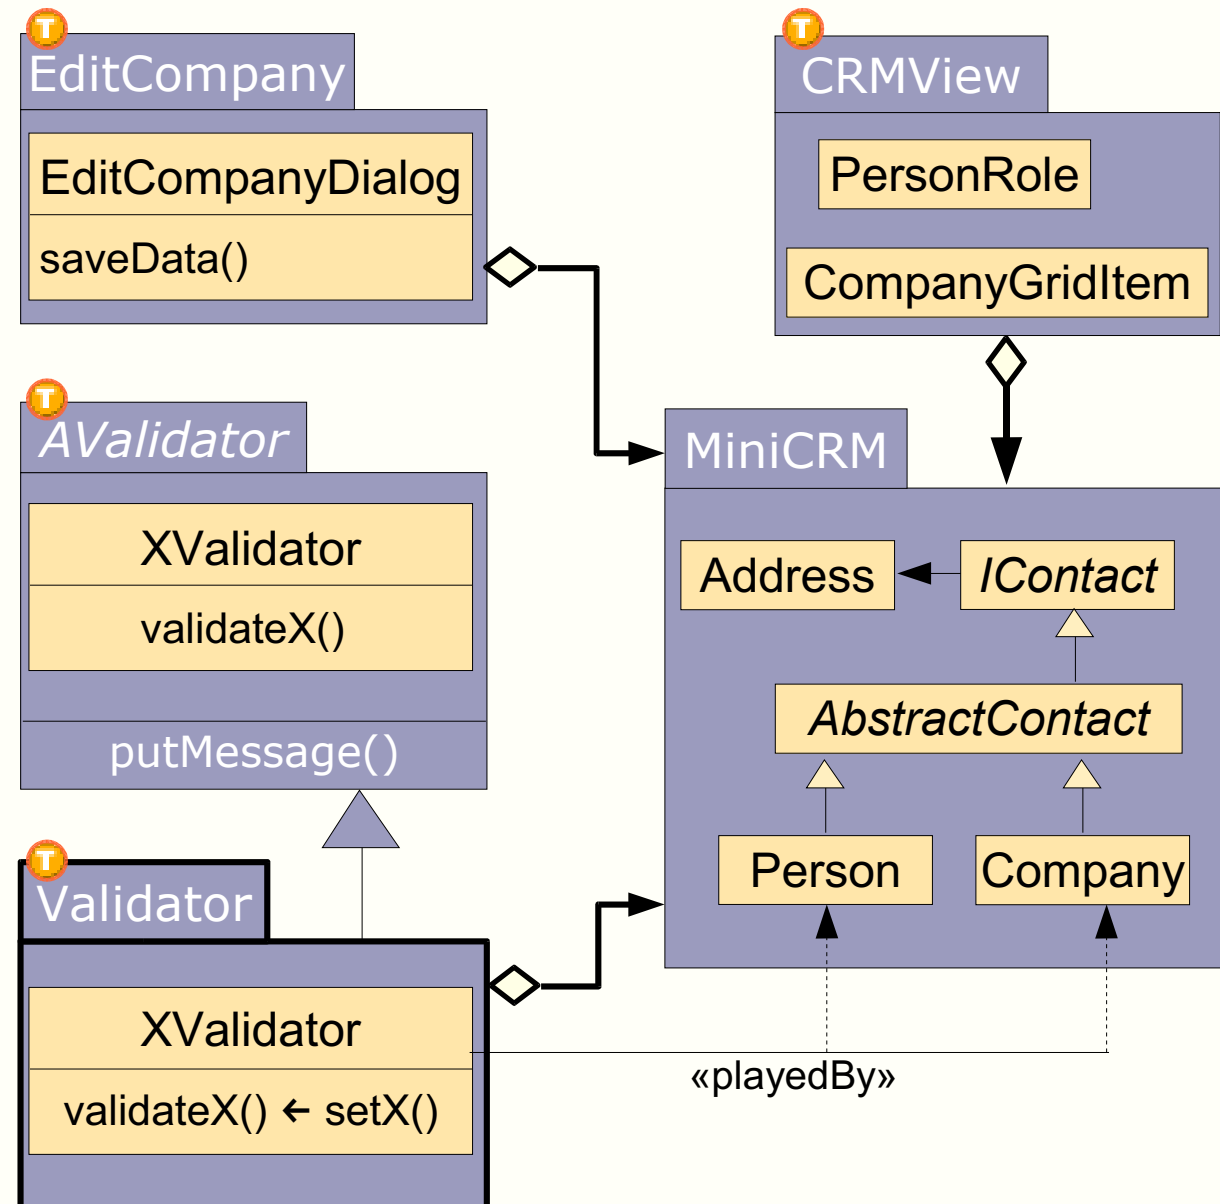 T
EditCompany
EditCompanyDialog
saveData()
T
CRMView
PersonRole
CompanyGridItem
T
AValidator
XValidator
validateX()
putMessage()
MiniCRM
Address
IContact
AbstractContact
Person
Company
T
Validator
XValidator
validateX() ← setX()
«playedBy»